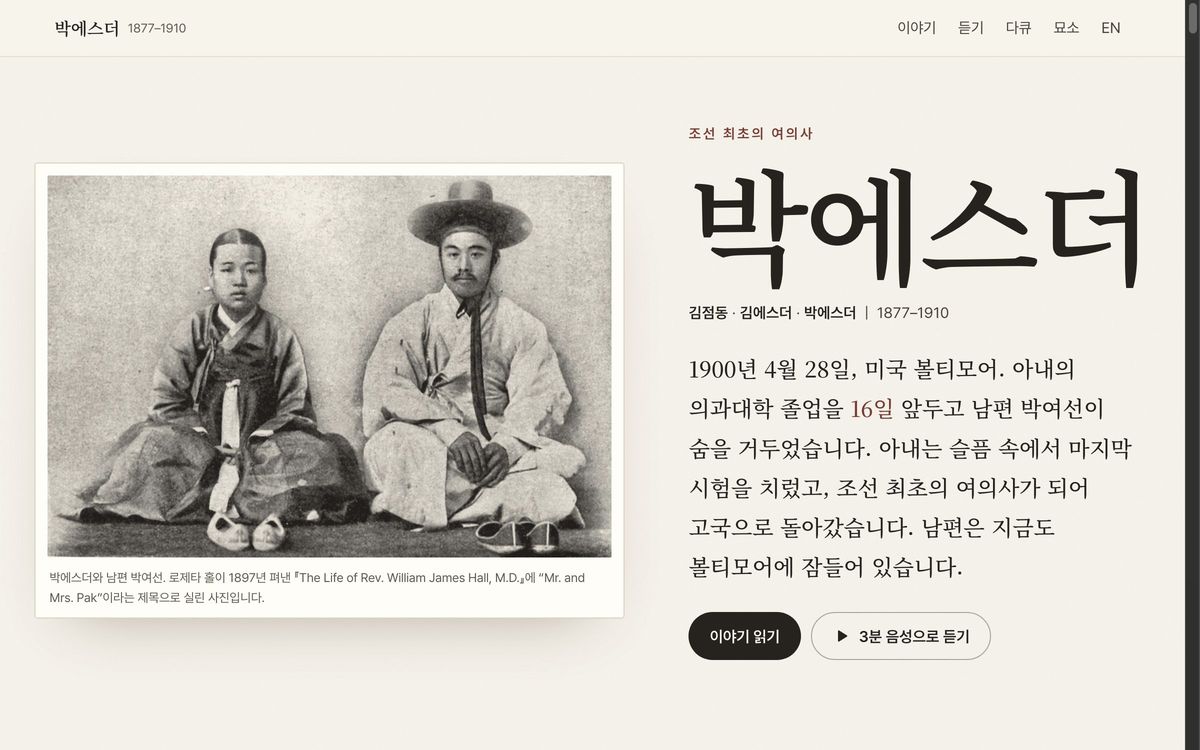 박에스더 1877–1910
이야기 듣기 다큐 묘소 EN
조선 최초의 여의사
박에스더
김점동 · 김에스더 · 박에스더 | 1877–1910
1900년 4월 28일, 미국 볼티모어. 아내의
의과대학 졸업을 16일 앞두고 남편 박여선이
숨을 거두었습니다. 아내는 슬픔 속에서 마지막
시험을 치렀고, 조선 최초의 여의사가 되어
고국으로 돌아갔습니다. 남편은 지금도
볼티모어에 잠들어 있습니다.
이야기 읽기
▶ 3분 음성으로 듣기
박에스더와 남편 박여선. 로제타 홀이 1897년 펴낸 『The Life of Rev. William James Hall, M.D.』에 “Mr. and
Mrs. Pak”이라는 제목으로 실린 사진입니다.